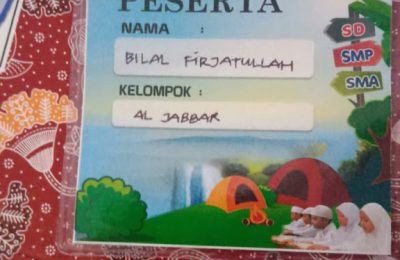 PESERTA
NAMA :
BILAL FIRJATULLAH
KELOMPOK :
AL JABBAR
SD
SMP
SMA